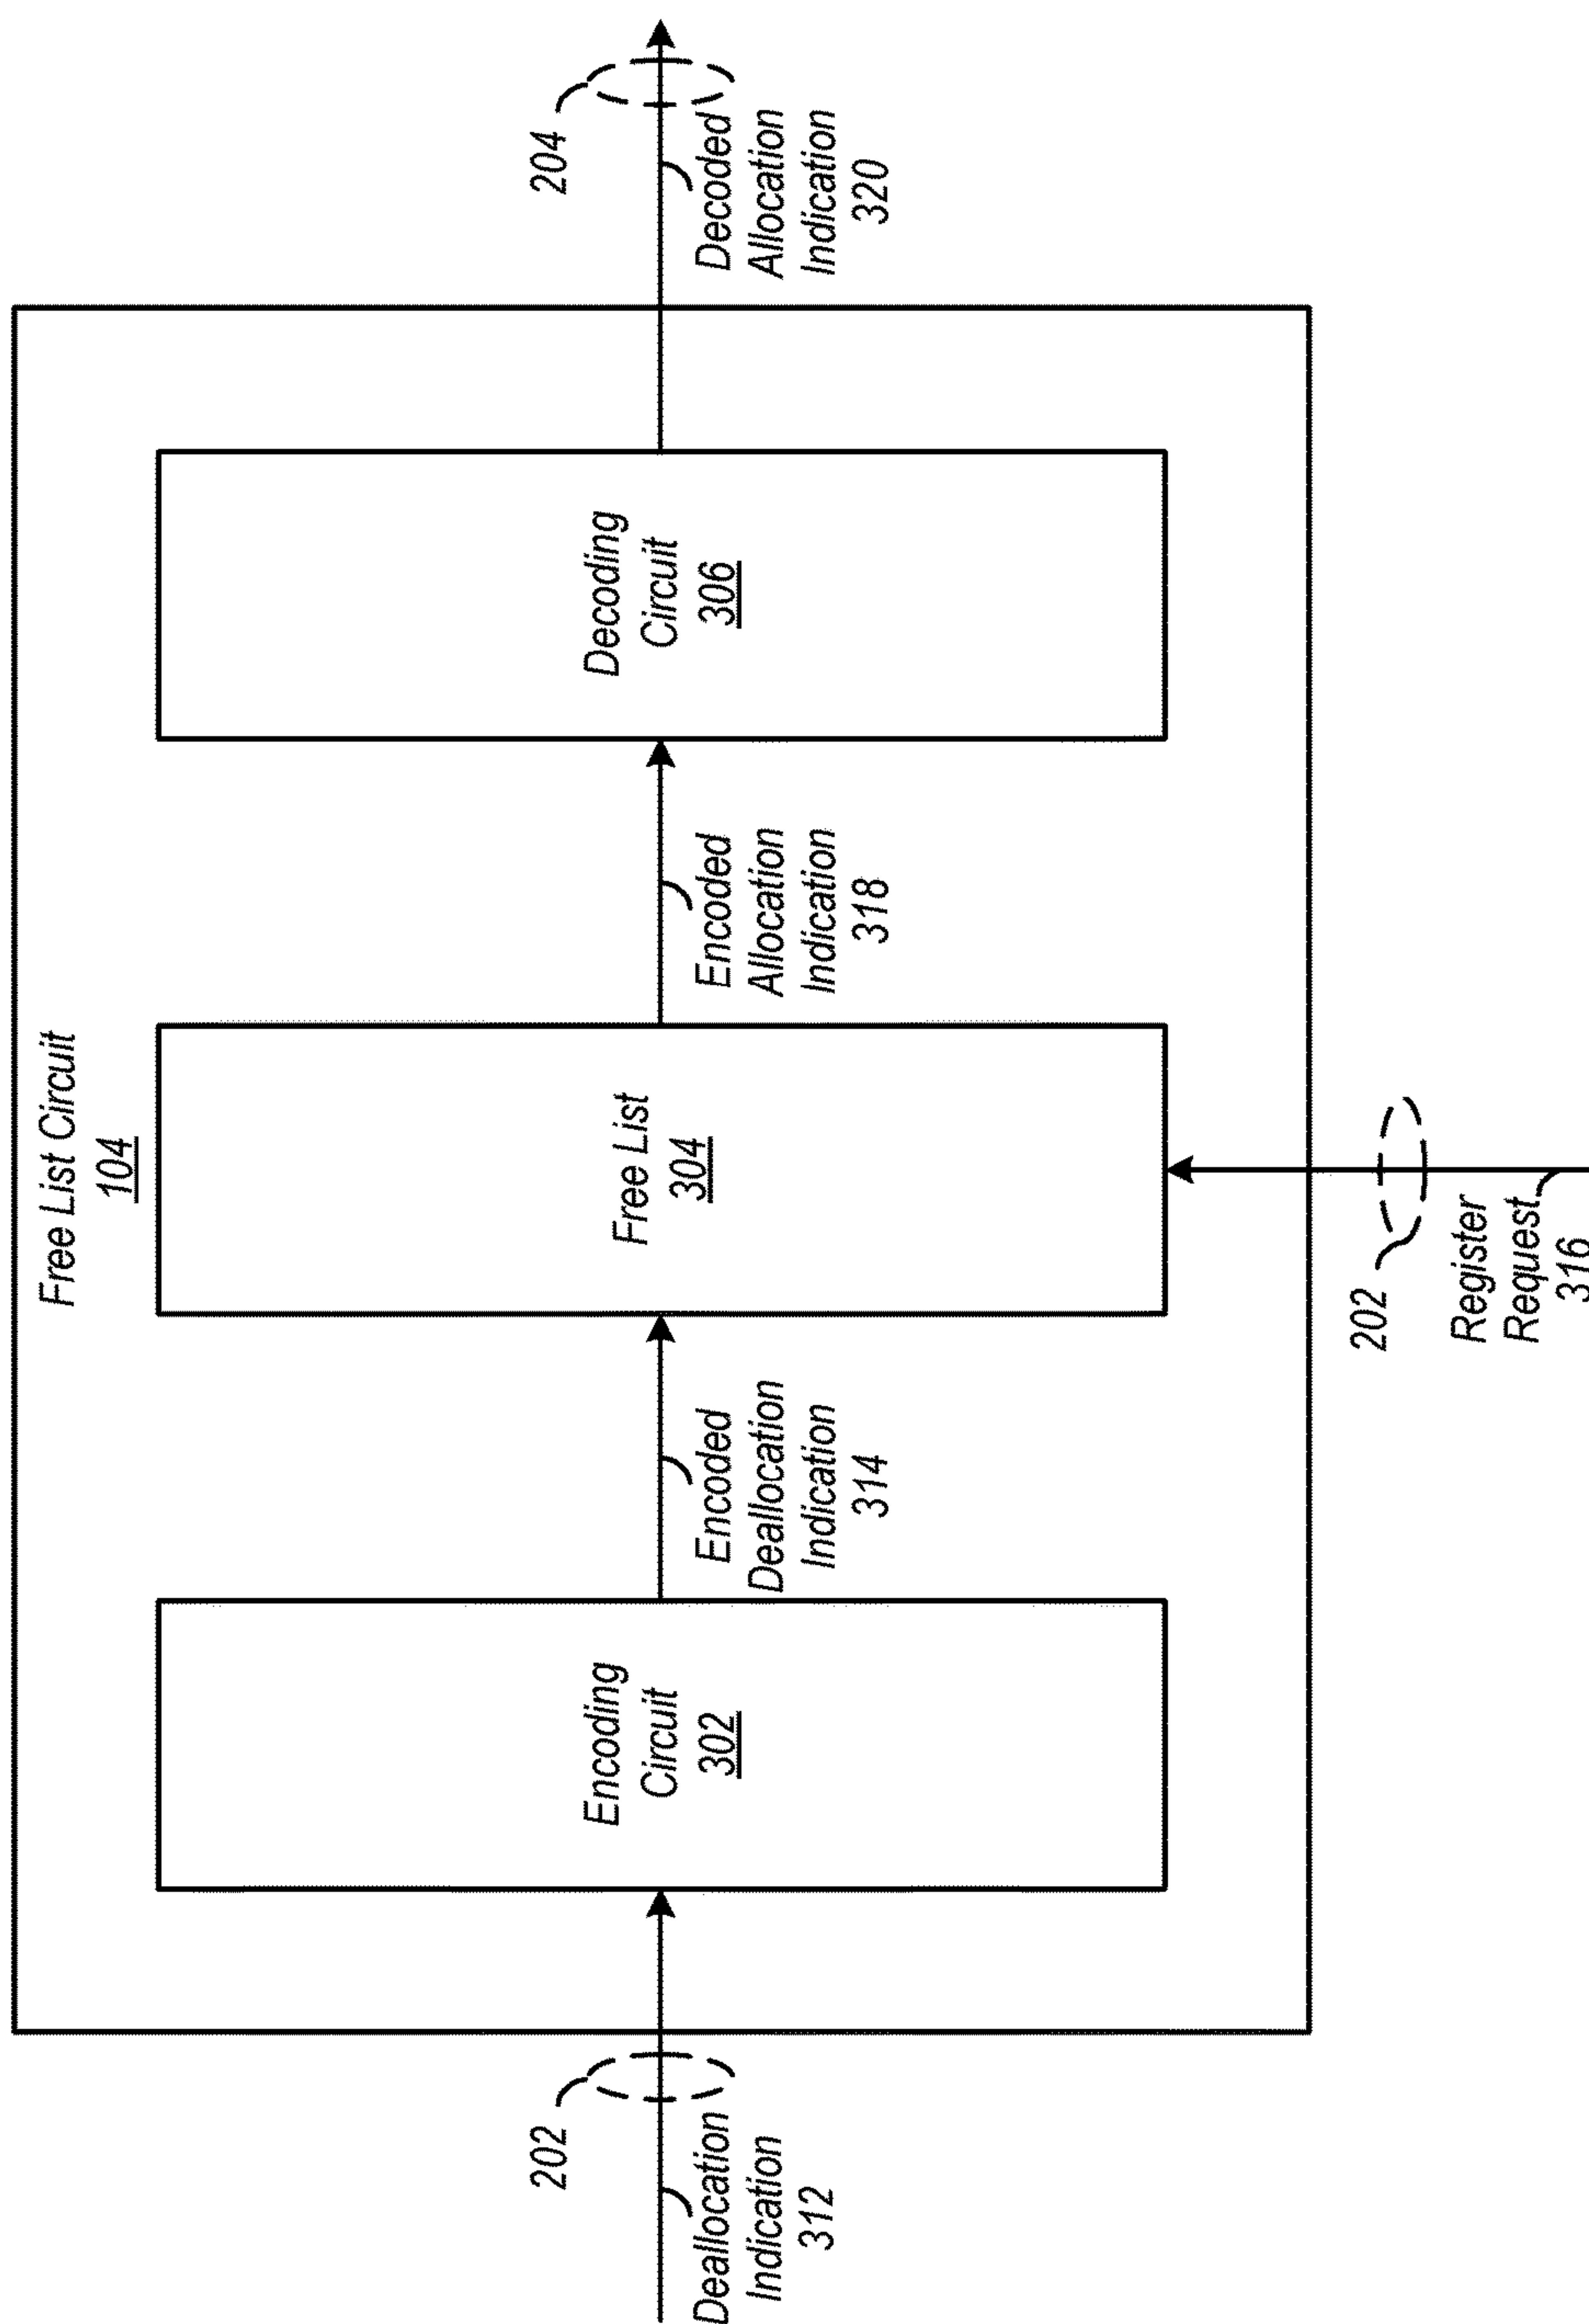 Free List Circuit
104
202
Deallocation
Indication
312
Encoding
Circuit
302
Encoded
Deallocation
Indication
314
Free List
304
202
Register
Request
316
Encoded
Allocation
Indication
318
Decoding
Circuit
306
204
Decoded
Allocation
Indication
320